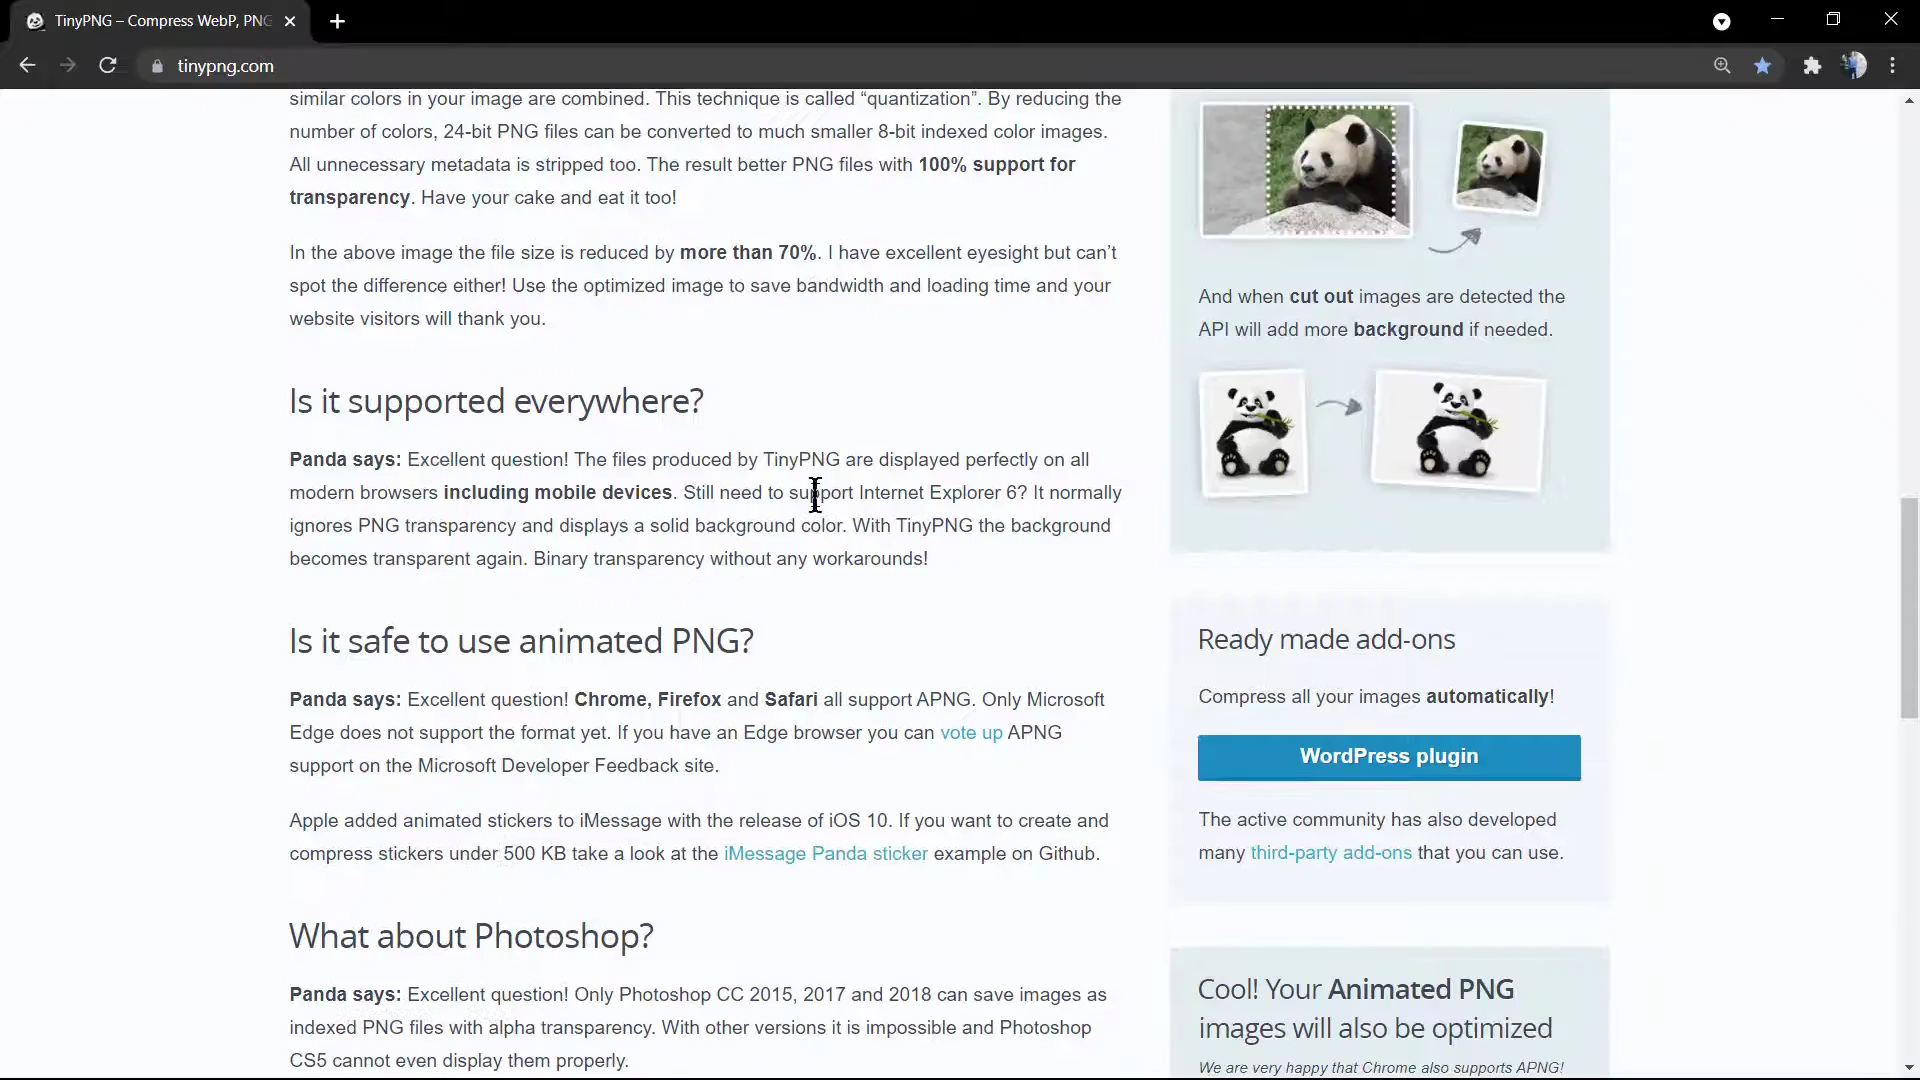 TinyPNG – Compress WebP, PNG
tinypng.com
similar colors in your image are combined. This technique is called “quantization”. By reducing the
number of colors, 24-bit PNG files can be converted to much smaller 8-bit indexed color images.
All unnecessary metadata is stripped too. The result better PNG files with 100% support for
transparency. Have your cake and eat it too!
In the above image the file size is reduced by more than 70%. I have excellent eyesight but can’t
spot the difference either! Use the optimized image to save bandwidth and loading time and your
website visitors will thank you.
Is it supported everywhere?
Panda says: Excellent question! The files produced by TinyPNG are displayed perfectly on all
modern browsers including mobile devices. Still need to support Internet Explorer 6? It normally
ignores PNG transparency and displays a solid background color. With TinyPNG the background
becomes transparent again. Binary transparency without any workarounds!
Is it safe to use animated PNG?
Panda says: Excellent question! Chrome, Firefox and Safari all support APNG. Only Microsoft
Edge does not support the format yet. If you have an Edge browser you can vote up APNG
support on the Microsoft Developer Feedback site.
Apple added animated stickers to iMessage with the release of iOS 10. If you want to create and
compress stickers under 500 KB take a look at the iMessage Panda sticker example on Github.
What about Photoshop?
Panda says: Excellent question! Only Photoshop CC 2015, 2017 and 2018 can save images as
indexed PNG files with alpha transparency. With other versions it is impossible and Photoshop
CS5 cannot even display them properly.
And when cut out images are detected the
API will add more background if needed.
Ready made add-ons
Compress all your images automatically!
WordPress plugin
The active community has also developed
many third-party add-ons that you can use.
Cool! Your Animated PNG
images will also be optimized
We are very happy that Chrome also supports APNG!